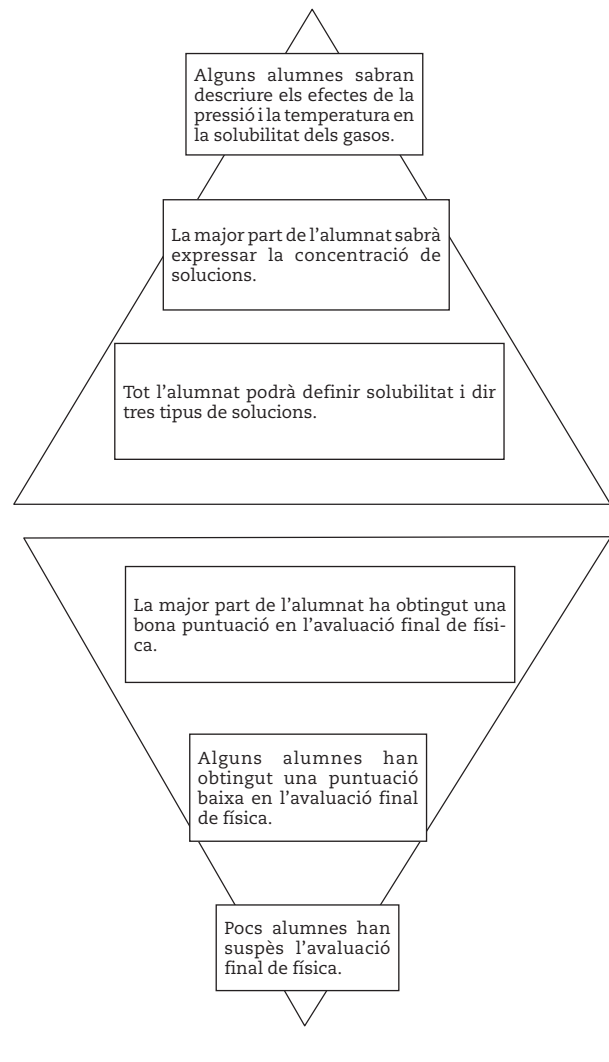 Alguns alumnes sabran
descriure els efectes de la
pressió i la temperatura en
la solubilitat dels gasos.
La major part de l’alumnat sabrà
expressar la concentració de
solucions.
Tot l’alumnat podrà definir solubilitat i dir
tres tipus de solucions.
La major part de l’alumnat ha obtingut una
bona puntuació en l’avaluació final de físi-
ca.
Alguns alumnes han
obtingut una puntuació
baixa en l’avaluació final
de física.
Pocs alumnes han
suspès l’avaluació
final de física.